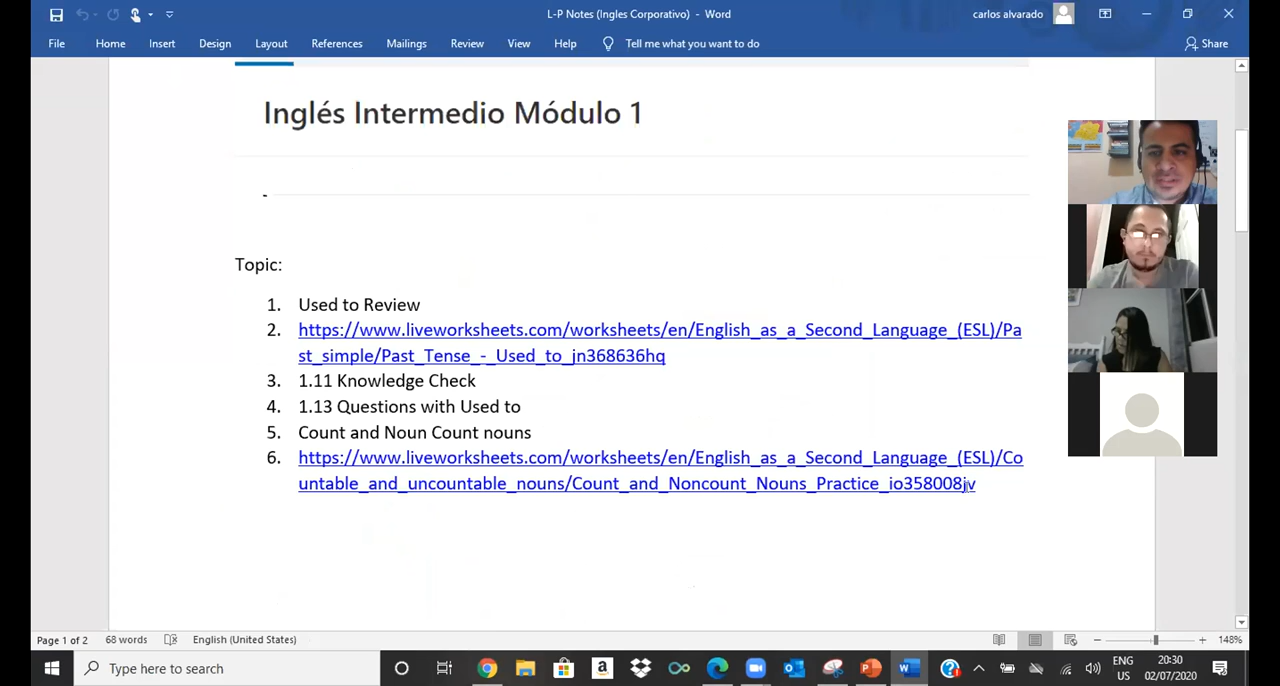 L-P Notes (Ingles Corporativo) - Word
carlos alvarado
File Home Insert Design Layout References Mailings Review View Help Tell me what you want to do Share
Inglés Intermedio Módulo 1
-
Topic:
1. Used to Review
2. https://www.liveworksheets.com/worksheets/en/English_as_a_Second_Language_(ESL)/Pa
st_simple/Past_Tense_-_Used_to_jn368636hq
3. 1.11 Knowledge Check
4. 1.13 Questions with Used to
5. Count and Noun Count nouns
6. https://www.liveworksheets.com/worksheets/en/English_as_a_Second_Language_(ESL)/Co
untable_and_uncountable_nouns/Count_and_Noncount_Nouns_Practice_io358008jv
Page 1 of 2 68 words English (United States) 148%
Type here to search
ENG 20:30
US 02/07/2020